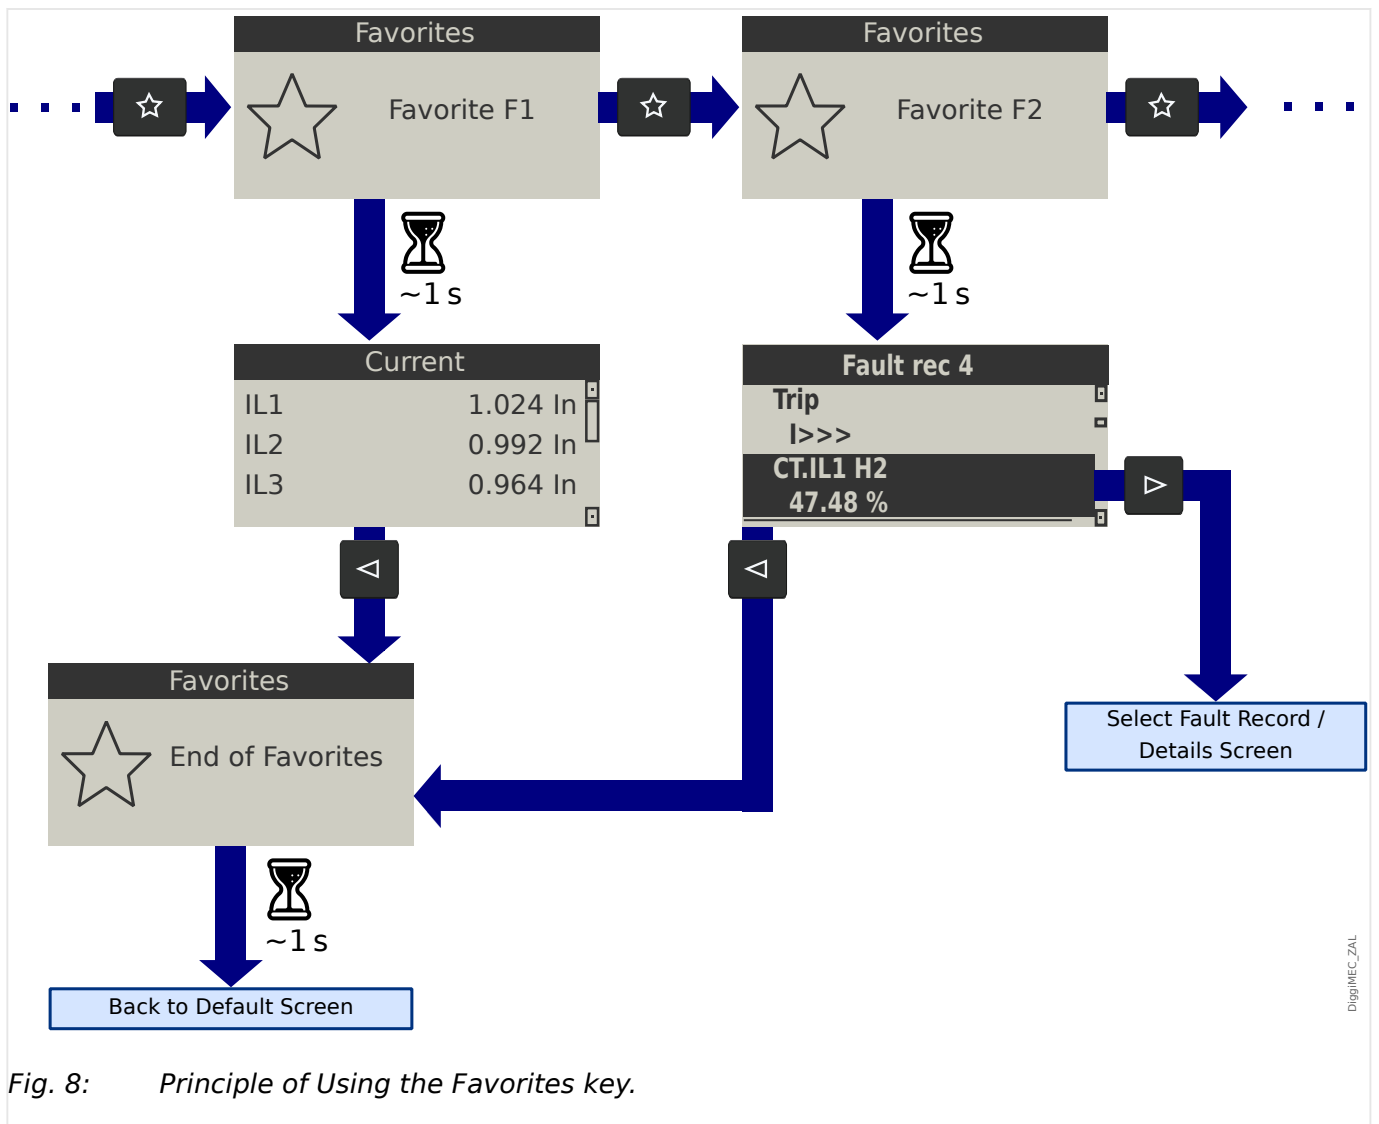 Favorites
Favorites
Favorite F1
Favorite F2
~1 s
~1 s
Current
IL1 1.024 In
IL2 0.992 In
IL3 0.964 In
Fault rec 4
Trip
I>>>
CT.IL1 H2
47.48 %
Favorites
End of Favorites
Select Fault Record /
Details Screen
~1 s
Back to Default Screen
DiggiMEC_ZAL
Fig. 8: Principle of Using the Favorites key.